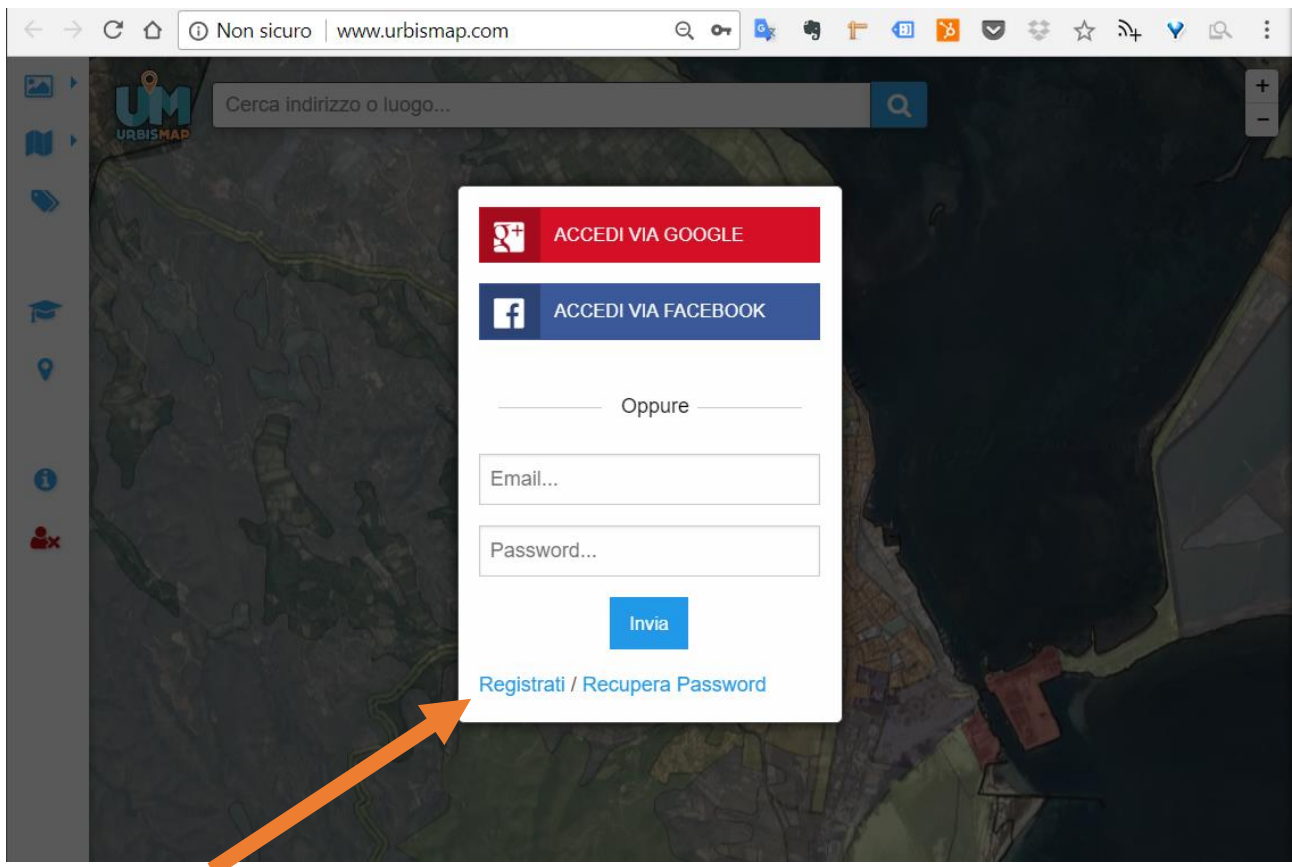 Non sicuro | www.urbismap.com
UM
URBISMAP
Cerca indirizzo o luogo...
+
-
g+ ACCEDI VIA GOOGLE
f ACCEDI VIA FACEBOOK
Oppure
Email...
Password...
Invia
Registrati / Recupera Password